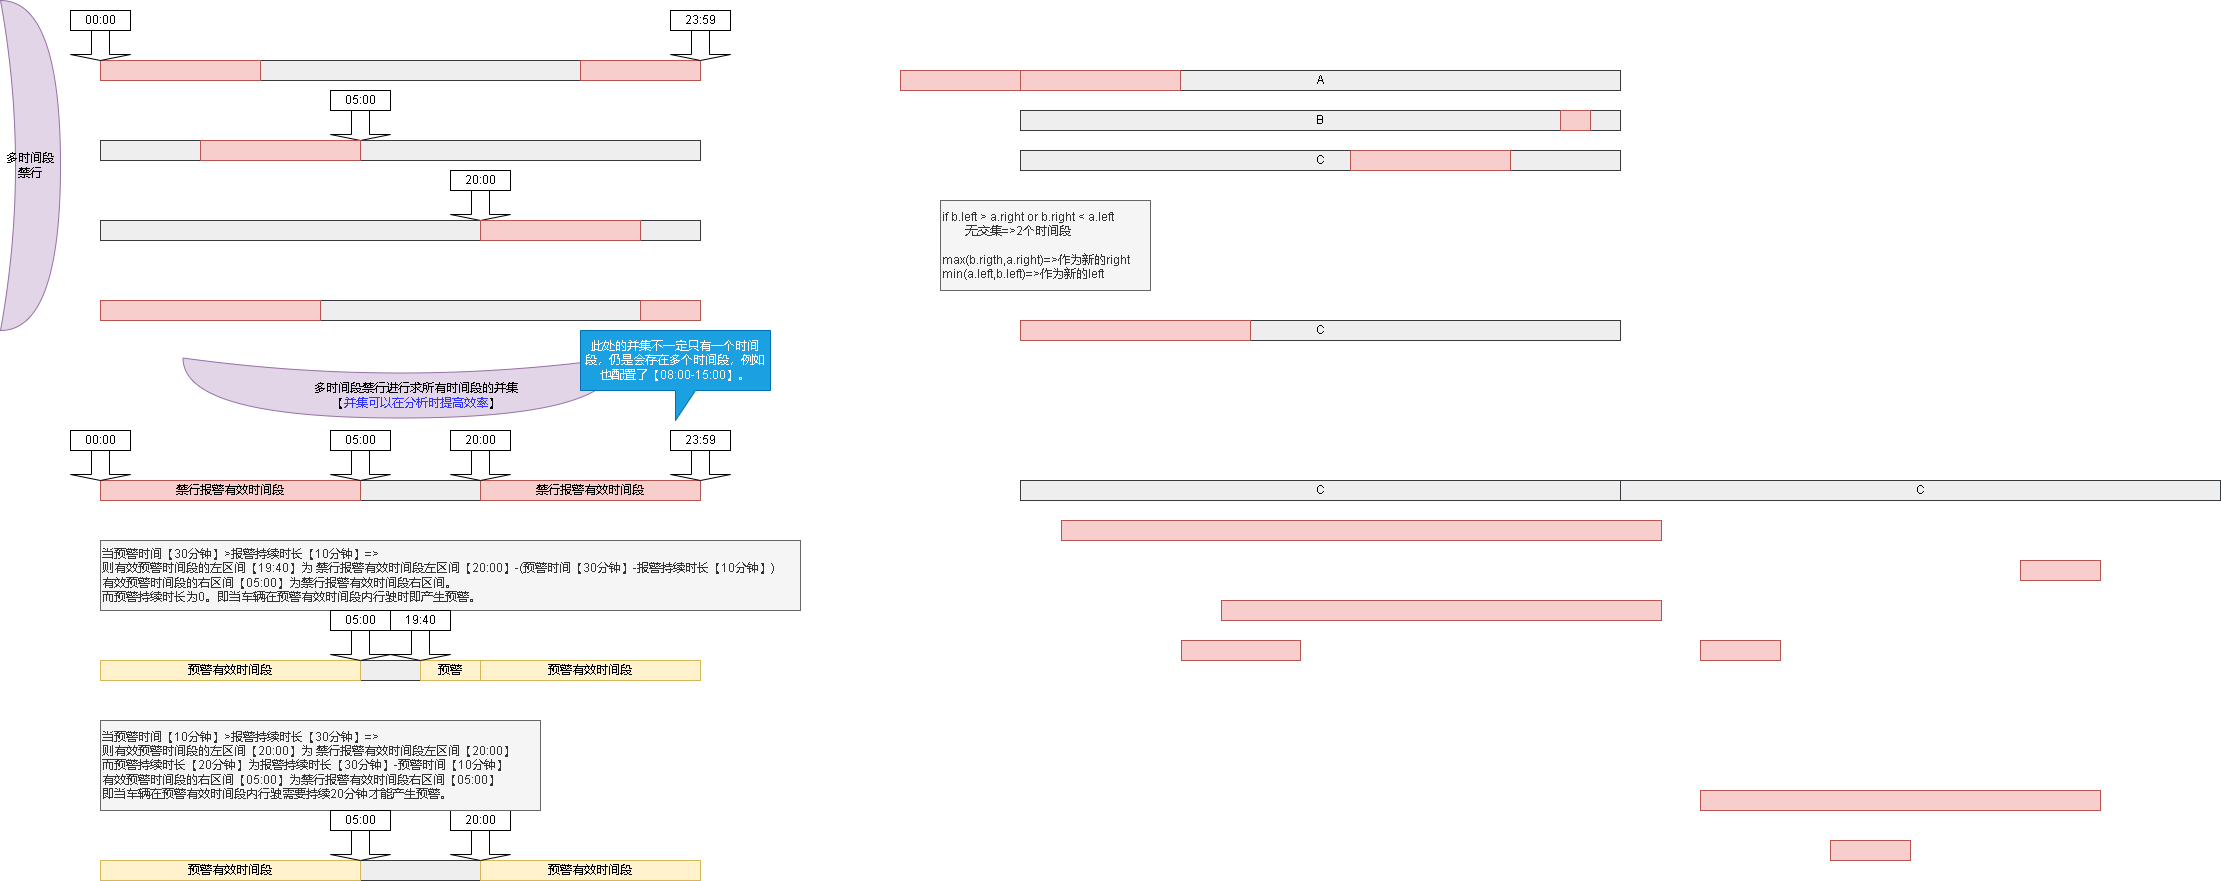 00:00
23:59
05:00
20:00
多时间段
禁行
多时间段禁行进行求所有时间段的并集
【并集可以在分析时提高效率】
此处的并集不一定只有一个时间
段，仍是会存在多个时间段，例如
也配置了【08:00-15:00】。
00:00
05:00
20:00
23:59
禁行报警有效时间段
禁行报警有效时间段
当预警时间【30分钟】>报警持续时长【10分钟】=>
则有效预警时间段的左区间【19:40】为 禁行报警有效时间段左区间【20:00】-(预警时间【30分钟】-报警持续时长【10分钟】)
有效预警时间段的右区间【05:00】为禁行报警有效时间段右区间。
而预警持续时长为0。即当车辆在预警有效时间段内行驶时即产生预警。
05:00
19:40
预警有效时间段
预警
预警有效时间段
当预警时间【10分钟】>报警持续时长【30分钟】=>
则有效预警时间段的左区间【20:00】为 禁行报警有效时间段左区间【20:00】
而预警持续时长【20分钟】为报警持续时长【30分钟】-预警时间【10分钟】
有效预警时间段的右区间【05:00】为禁行报警有效时间段右区间【05:00】
即当车辆在预警有效时间段内行驶需要持续20分钟才能产生预警。
05:00
20:00
预警有效时间段
预警有效时间段
A
B
C
if b.left > a.right or b.right < a.left
无交集=>2个时间段
max(b.rigth,a.right)=>作为新的right
min(a.left,b.left)=>作为新的left
C
C
C